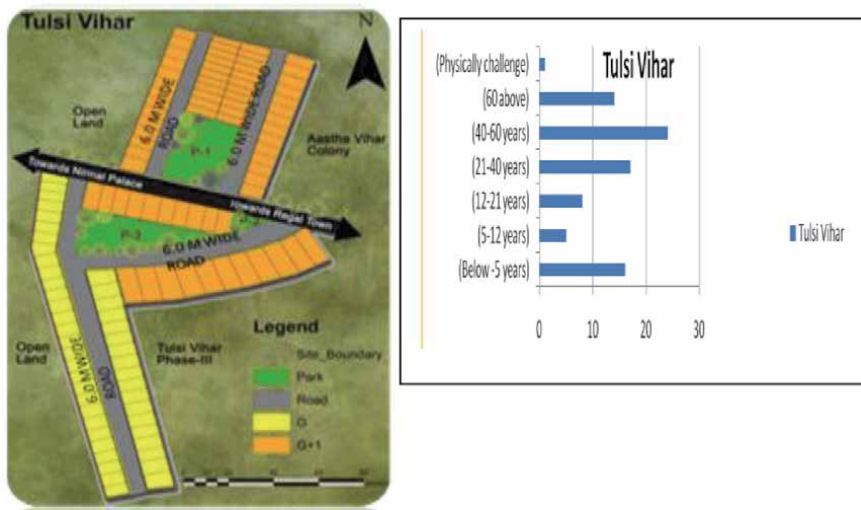 Tulsi Vihar
N
Open
Land
6.0 M WIDE
ROAD
6.0 M WIDE ROAD
P-1
Aastha Vihar
Colony
Towards Nirmal Palace
Towards Regal Town
6.0 M WIDE
ROAD
Open
Land
6.0 M WIDE
ROAD
Tulsi Vihar
Phase-III
Legend
Site_Boundary
Park
Road
G
G+1
Tulsi Vihar
(Physically challenge)
(60 above)
(40-60 years)
(21-40 years)
(12-21 years)
(5-12 years)
(Below -5 years)
0 10 20 30
Tulsi Vihar